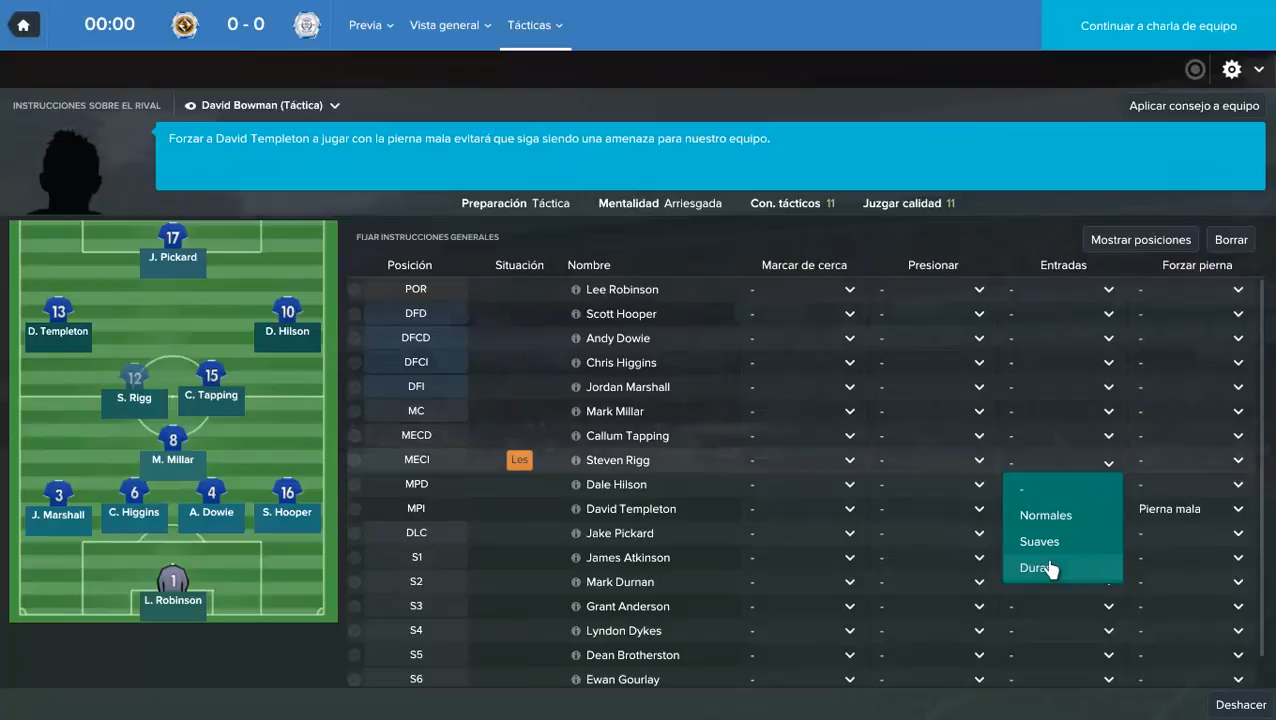 00:00
0 - 0
Previa
Vista general
Tácticas
Continuar a charla de equipo
INSTRUCCIONES SOBRE EL RIVAL
David Bowman (Táctica)
Aplicar consejo a equipo
Forzar a David Templeton a jugar con la pierna mala evitará que siga siendo una amenaza para nuestro equipo.
Preparación Táctica Mentalidad Arriesgada Con. tácticos 11 Juzgar calidad 11
17
J. Pickard
13 10
D. Templeton D. Hilson
12 15
S. Rigg C. Tapping
8
M. Millar
3 6 4 16
J. Marshall C. Higgins A. Dowie S. Hooper
1
L. Robinson
FIJAR INSTRUCCIONES GENERALES
Mostrar posiciones Borrar
Posición Situación Nombre Marcar de cerca Presionar Entradas Forzar pierna
POR Lee Robinson - - - -
DFD Scott Hooper - - - -
DFCD Andy Dowie - - - -
DFCI Chris Higgins - - - -
DFI Jordan Marshall - - - -
MC Mark Millar - - - -
MECD Callum Tapping - - - -
MECI Les Steven Rigg - - - -
MPD Dale Hilson - - -
MPI David Templeton - - Pierna mala
DLC Jake Pickard - - -
S1 James Atkinson - - -
S2 Mark Durnan - - -
S3 Grant Anderson - - - -
S4 Lyndon Dykes - - - -
S5 Dean Brotherston - - - -
S6 Ewan Gourlay - - - -
-
Normales
Suaves
Dura
Deshacer